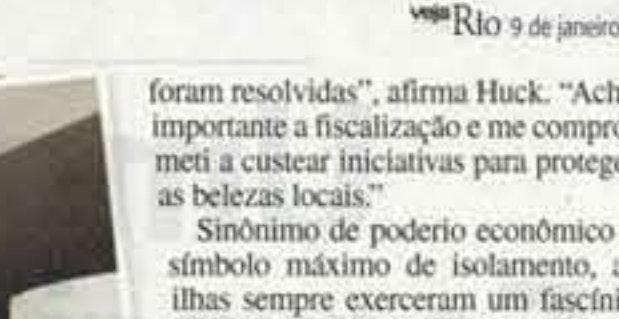 veja Rio 9 de janeiro
foram resolvidas", afirma Huck. "Ach
importante a fiscalização e me compro
meti a custear iniciativas para protege
as belezas locais."
Sinônimo de poderio econômico
símbolo máximo de isolamento, a
ilhas sempre exerceram um fascíni